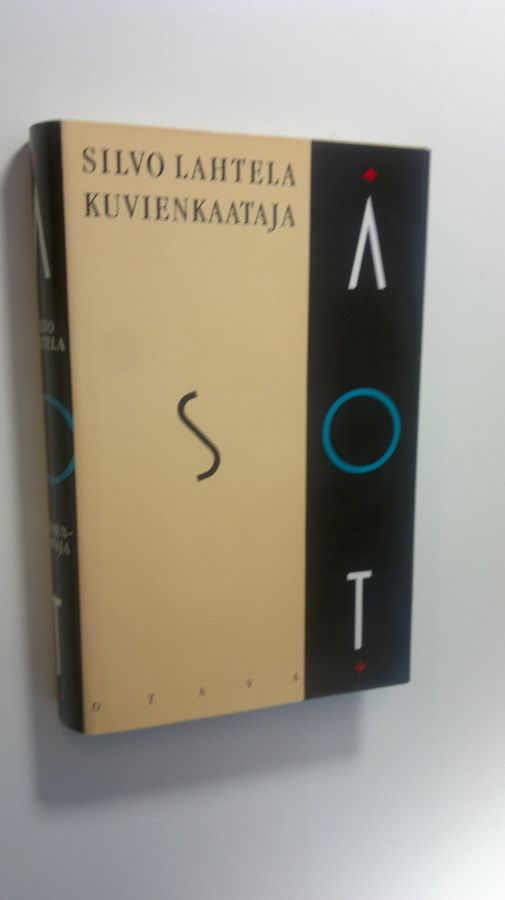 SILVO LAHTELA
KUVIENKAATAJA
Λ
S O
T
OTAVA